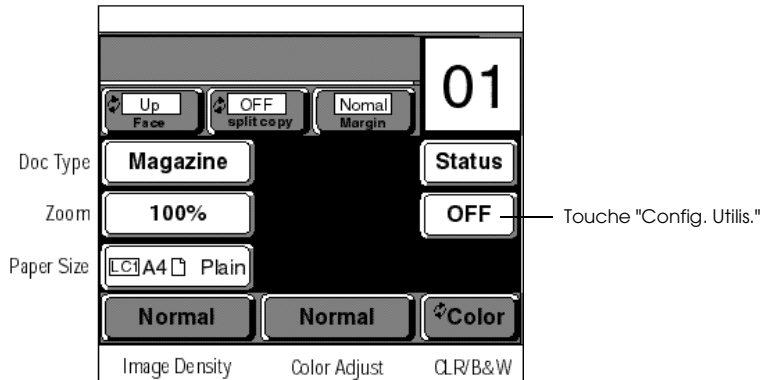 01
Up OFF Nomal
Face split copy Margin
Doc Type Magazine Status
Zoom 100% OFF Touche "Config. Utilis."
Paper Size LC1 A4 Plain
Normal Normal Color
Image Density Color Adjust CLR/B&W